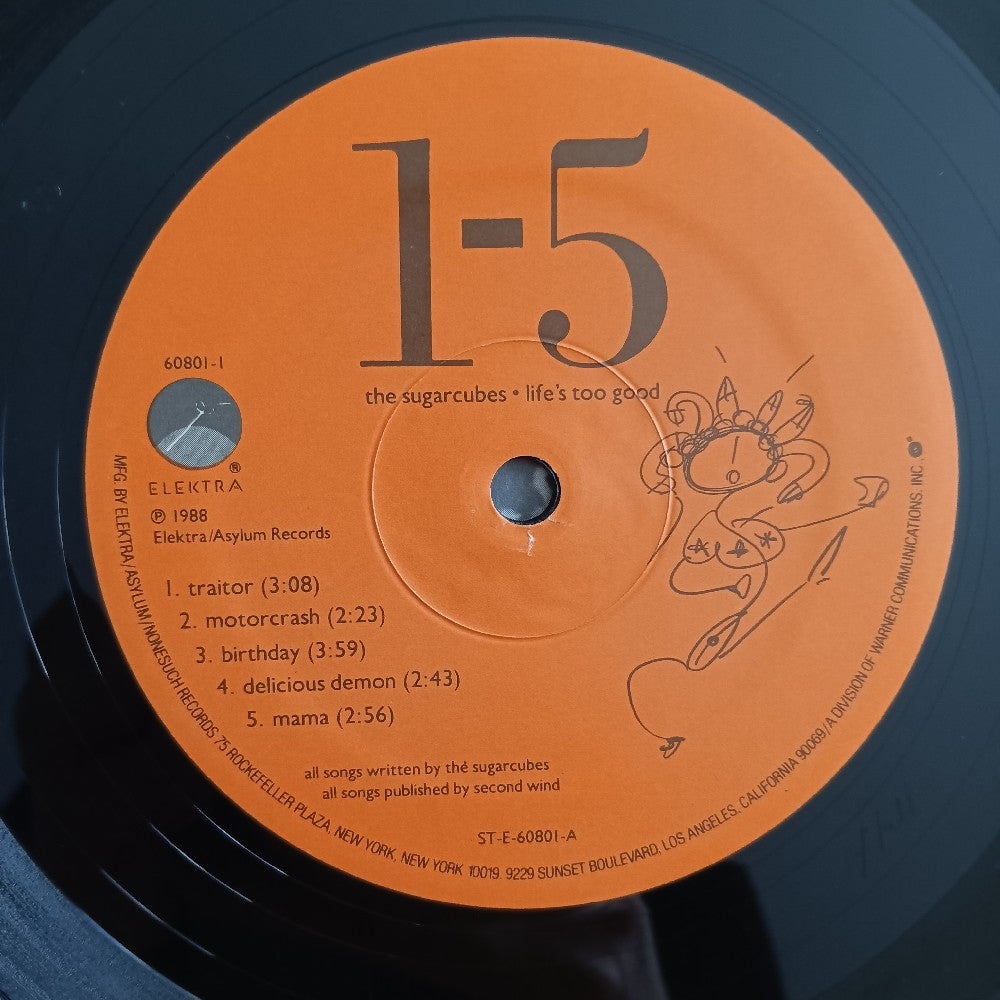 1-5
the sugarcubes • life's too good
60801-1
®
ELEKTRA
℗ 1988
Elektra/Asylum Records
1. traitor (3:08)
2. motorcrash (2:23)
3. birthday (3:59)
4. delicious demon (2:43)
5. mama (2:56)
all songs written by the sugarcubes
all songs published by second wind
ST-E-60801-A
MFG. BY ELEKTRA/ASYLUM/NONESUCH RECORDS 75 ROCKEFELLER PLAZA, NEW YORK, NEW YORK 10019. 9229 SUNSET BOULEVARD, LOS ANGELES, CALIFORNIA 90069/A DIVISION OF WARNER COMMUNICATIONS, INC.